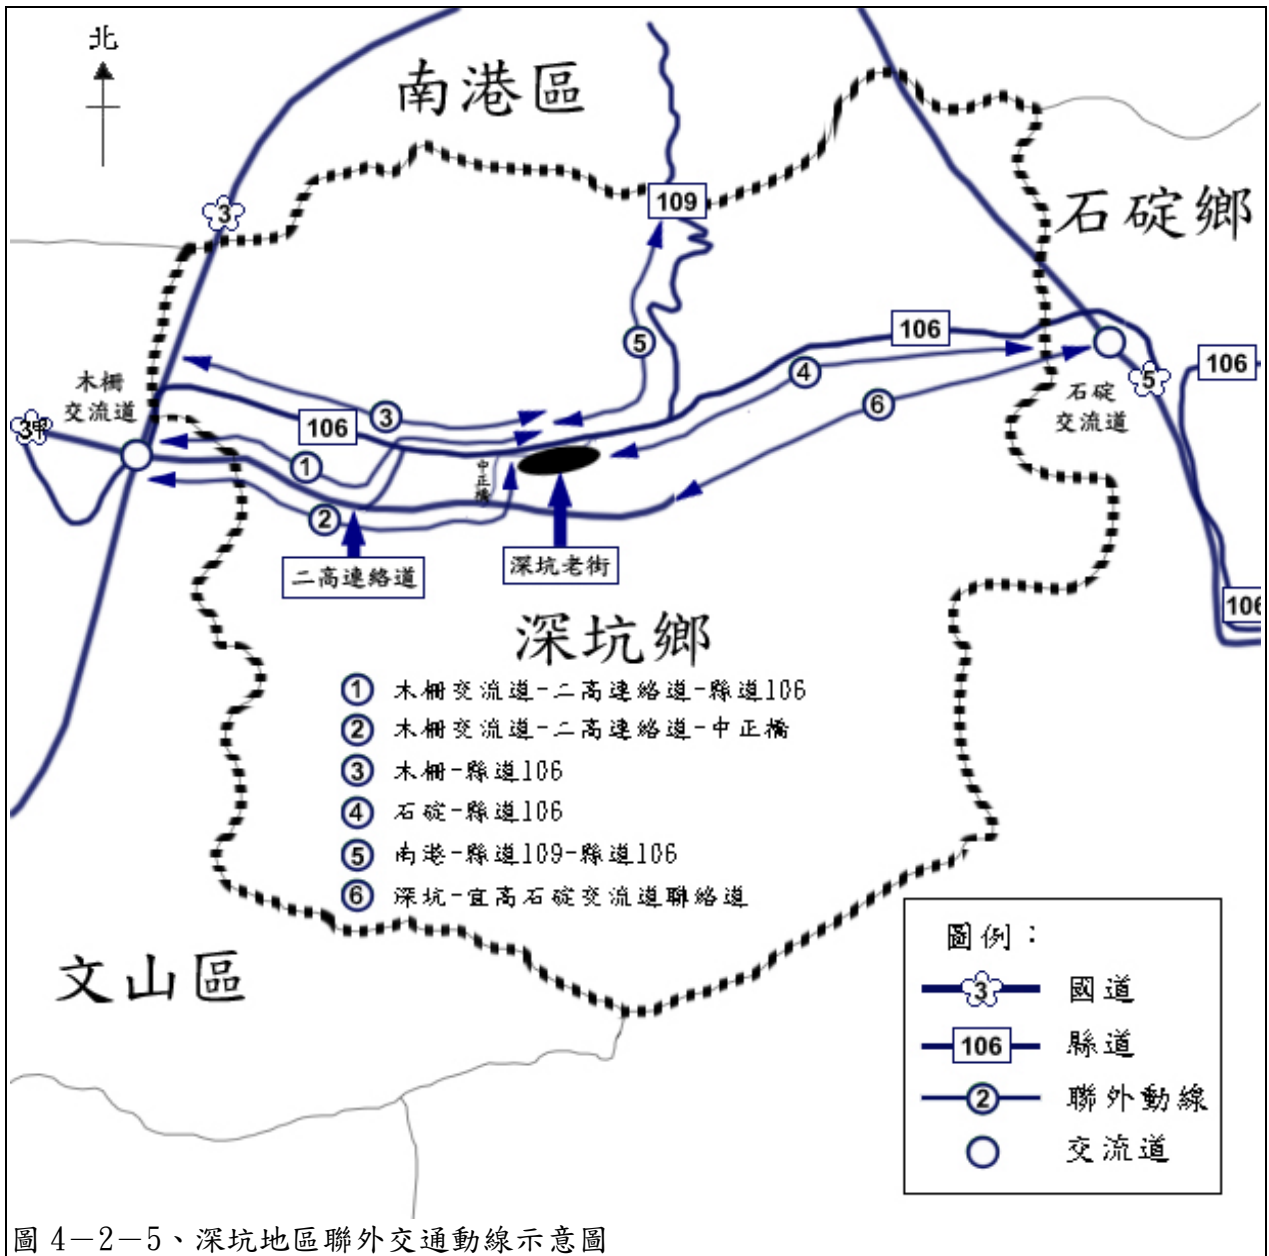 北
南港區
109
石碇鄉
3
106
5
106
4
石碇
交流道
5
6
木柵
交流道
3甲
3
106
1
中正橋
2
二高連絡道
深坑老街
106
深坑鄉
1 木柵交流道-二高連絡道-縣道106
2 木柵交流道-二高連絡道-中正橋
3 木柵-縣道106
4 石碇-縣道106
5 南港-縣道109-縣道106
6 深坑-宜高石碇交流道聯絡道
文山區
圖例：
3 國道
106 縣道
2 聯外動線
交流道
圖 4－2－5、深坑地區聯外交通動線示意圖